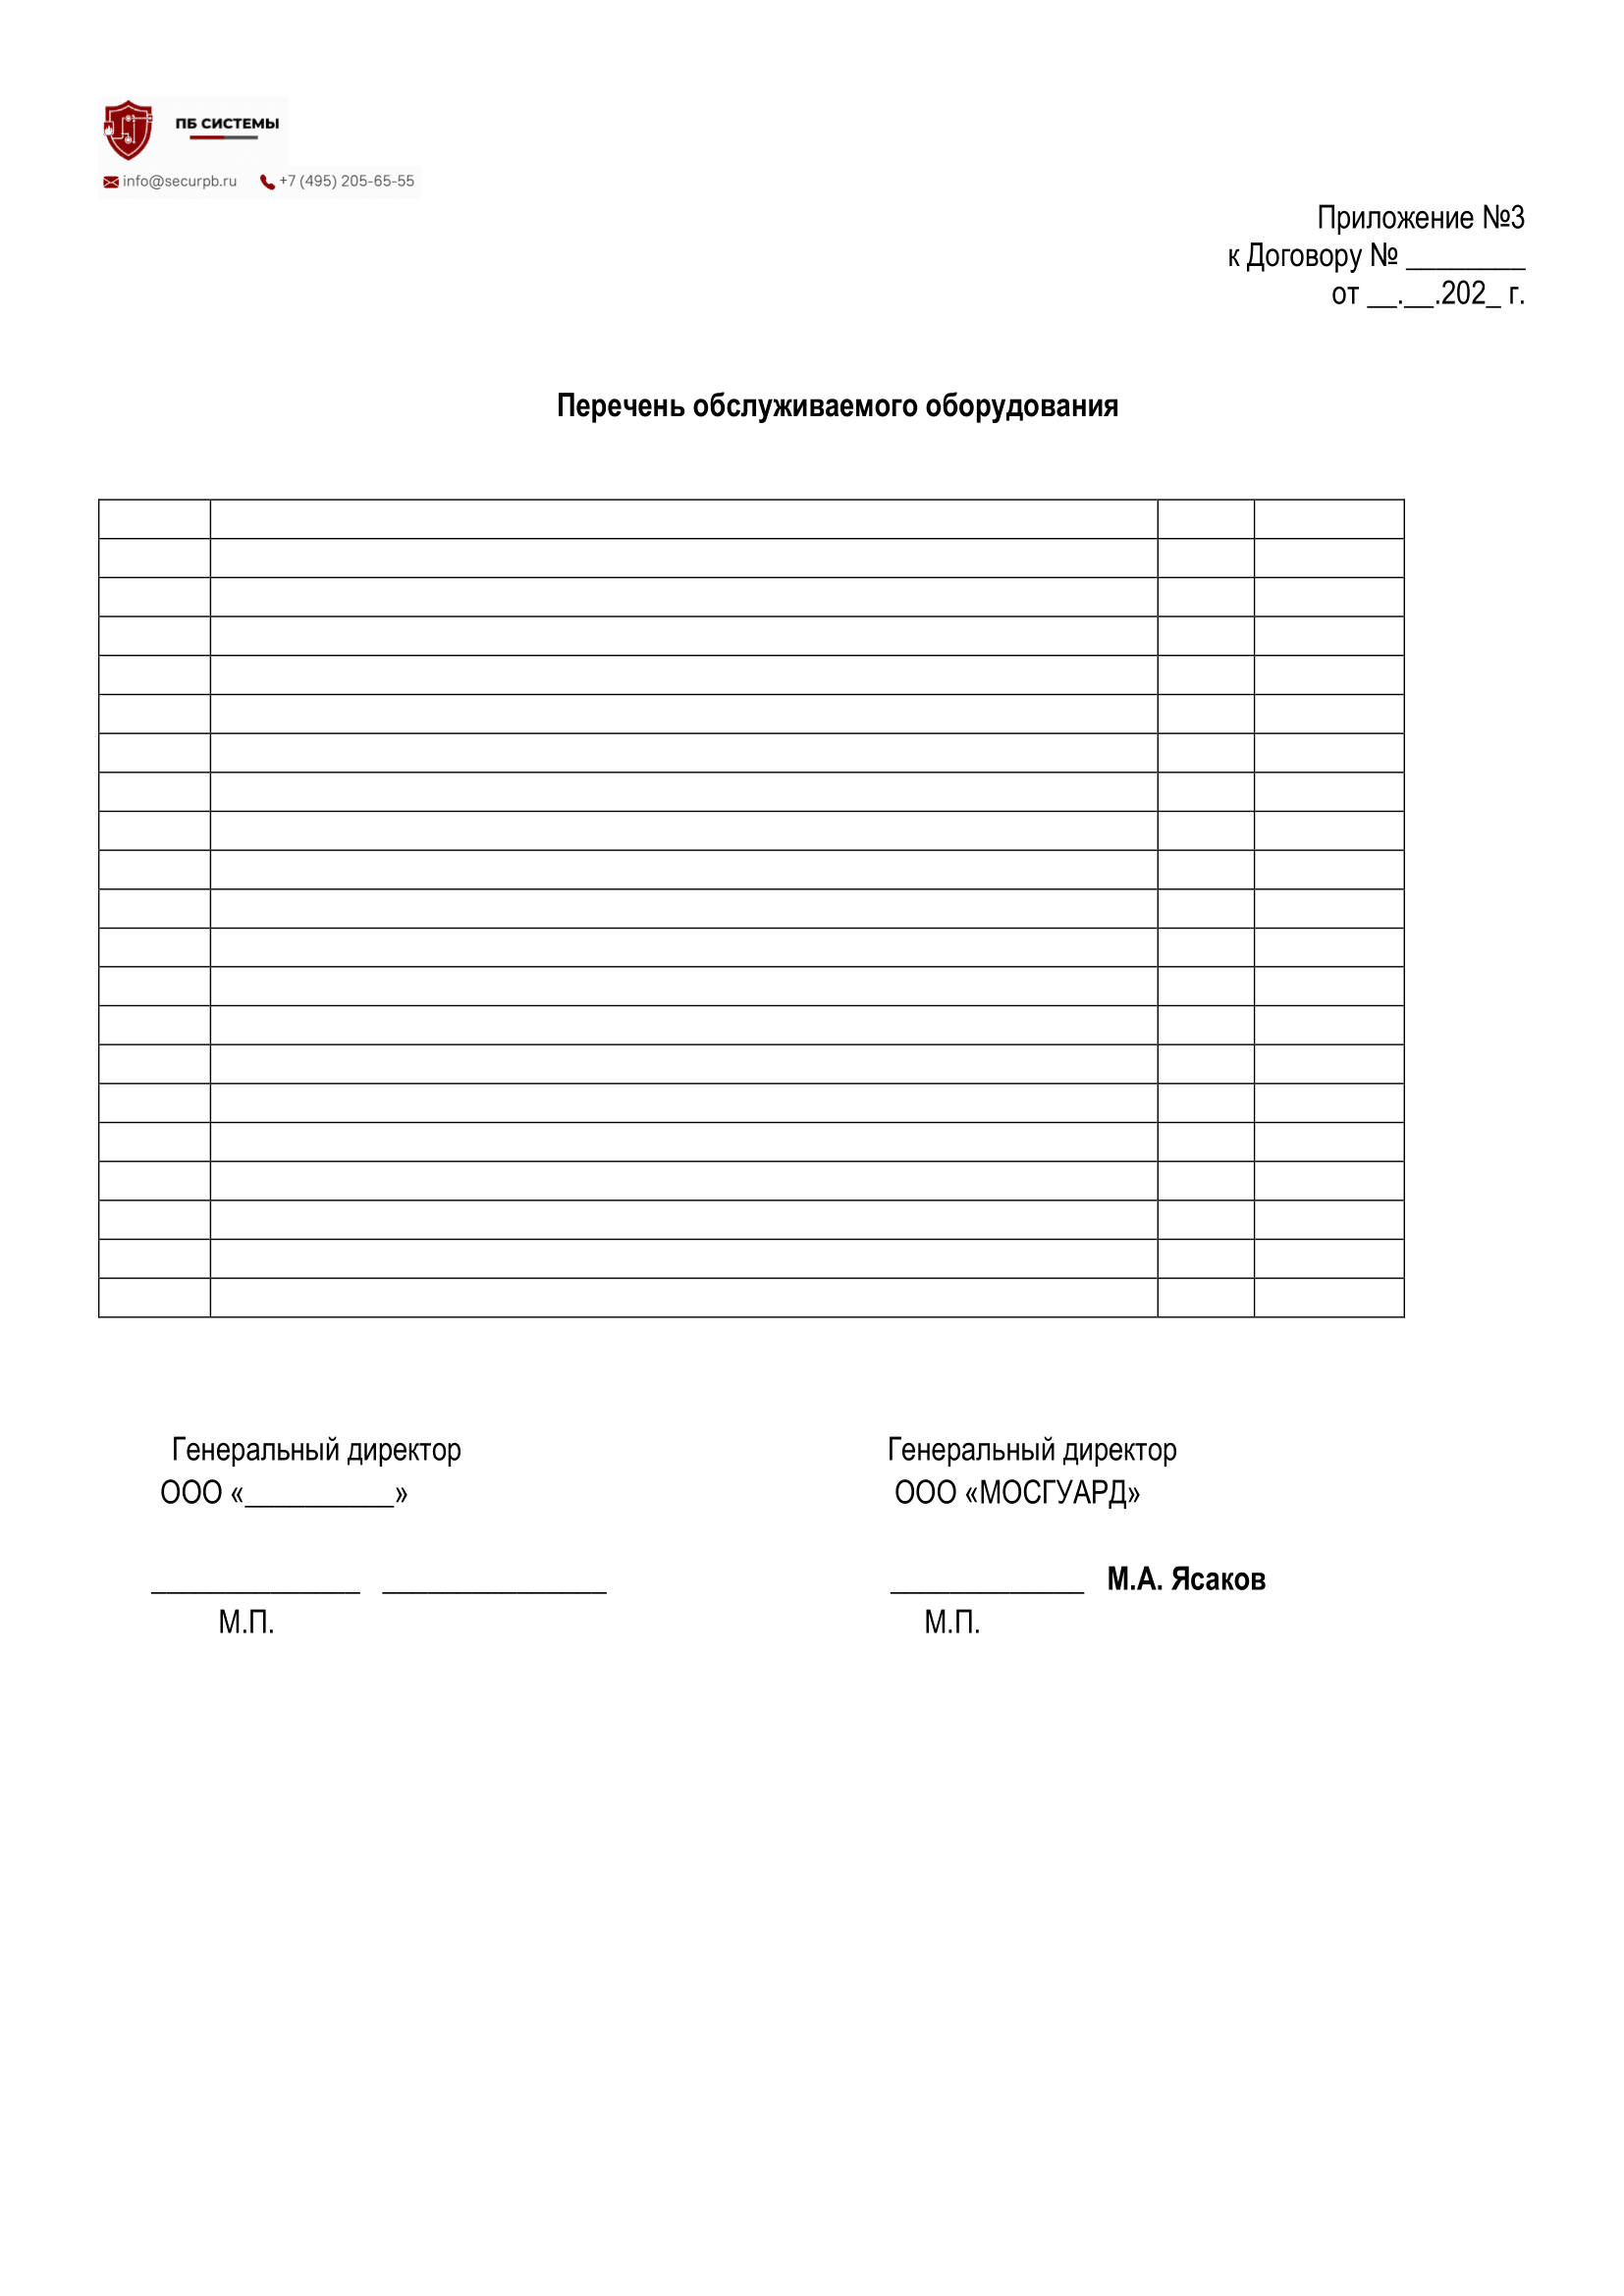 ПБ СИСТЕМЫ
info@securpb.ru +7 (495) 205-65-55
Приложение №3
к Договору № ________
от __.__.202_ г.
Перечень обслуживаемого оборудования
Генеральный директор Генеральный директор
ООО «__________» ООО «МОСГУАРД»
______________ _______________ _____________ М.А. Ясаков
М.П. М.П.